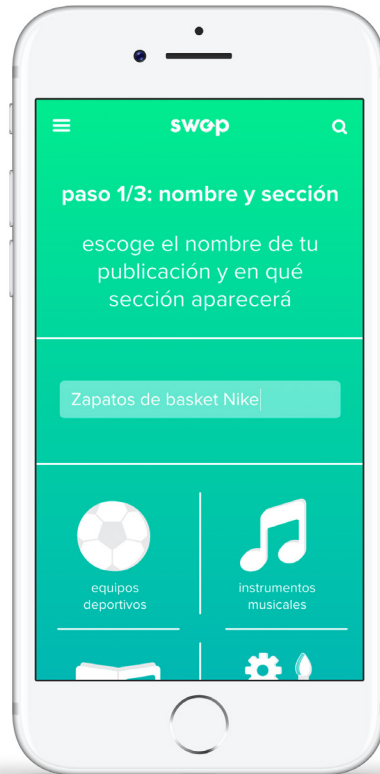 swop
paso 1/3: nombre y sección
escoge el nombre de tu
publicación y en qué
sección aparecerá
Zapatos de basket Nike
equipos
deportivos
instrumentos
musicales